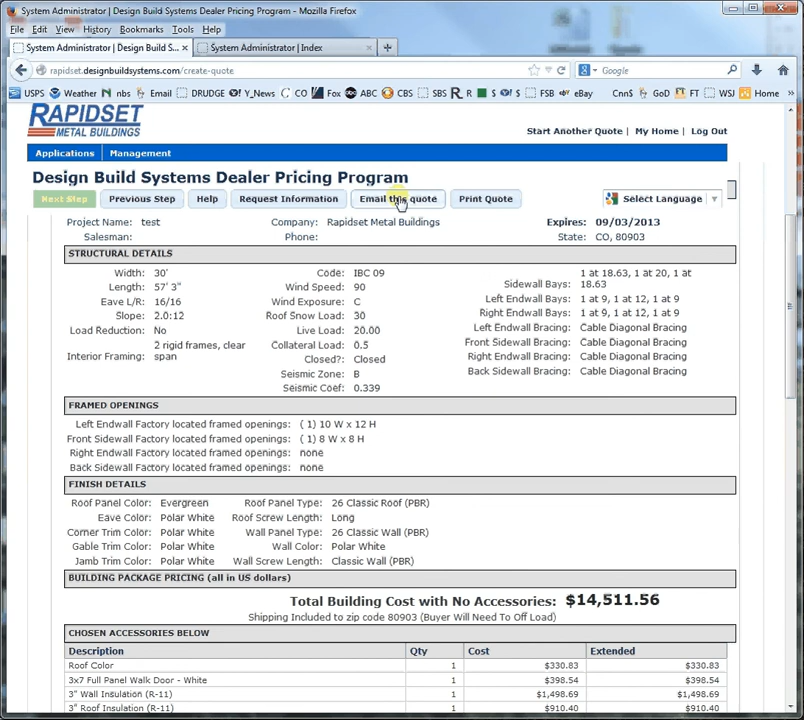 System Administrator | Design Build Systems Dealer Pricing Program - Mozilla Firefox
File Edit View History Bookmarks Tools Help
System Administrator | Design Build S... × System Administrator | Index × +
rapidset.designbuildsystems.com/create-quote Google
USPS Weather nbs Email DRUDGE Y_News CO Fox ABC CBS SBS R $ $ FSB eBay CnnS GoD FT WSJ Home »
RAPIDSET
METAL BUILDINGS
Start Another Quote | My Home | Log Out
Applications Management
Design Build Systems Dealer Pricing Program
Next Step Previous Step Help Request Information Email this quote Print Quote Select Language
Project Name: test Company: Rapidset Metal Buildings Expires: 09/03/2013
Salesman: Phone: State: CO, 80903
STRUCTURAL DETAILS
Width: 30'
Length: 57' 3"
Eave L/R: 16/16
Slope: 2.0:12
Load Reduction: No
Interior Framing: 2 rigid frames, clear
span
Code: IBC 09
Wind Speed: 90
Wind Exposure: C
Roof Snow Load: 30
Live Load: 20.00
Collateral Load: 0.5
Closed?: Closed
Seismic Zone: B
Seismic Coef: 0.339
Sidewall Bays: 1 at 18.63, 1 at 20, 1 at
18.63
Left Endwall Bays: 1 at 9, 1 at 12, 1 at 9
Right Endwall Bays: 1 at 9, 1 at 12, 1 at 9
Left Endwall Bracing: Cable Diagonal Bracing
Front Sidewall Bracing: Cable Diagonal Bracing
Right Endwall Bracing: Cable Diagonal Bracing
Back Sidewall Bracing: Cable Diagonal Bracing
FRAMED OPENINGS
Left Endwall Factory located framed openings: ( 1) 10 W x 12 H
Front Sidewall Factory located framed openings: ( 1) 8 W x 8 H
Right Endwall Factory located framed openings: none
Back Sidewall Factory located framed openings: none
FINISH DETAILS
Roof Panel Color: Evergreen Roof Panel Type: 26 Classic Roof (PBR)
Eave Color: Polar White Roof Screw Length: Long
Corner Trim Color: Polar White Wall Panel Type: 26 Classic Wall (PBR)
Gable Trim Color: Polar White Wall Color: Polar White
Jamb Trim Color: Polar White Wall Screw Length: Classic Wall (PBR)
BUILDING PACKAGE PRICING (all in US dollars)
Total Building Cost with No Accessories: $14,511.56
Shipping Included to zip code 80903 (Buyer Will Need To Off Load)
CHOSEN ACCESSORIES BELOW
Description Qty Cost Extended
Roof Color 1 $330.83 $330.83
3x7 Full Panel Walk Door - White 1 $398.54 $398.54
3" Wall Insulation (R-11) 1 $1,498.69 $1,498.69
3" Roof Insulation (R-11) 1 $910.40 $910.40